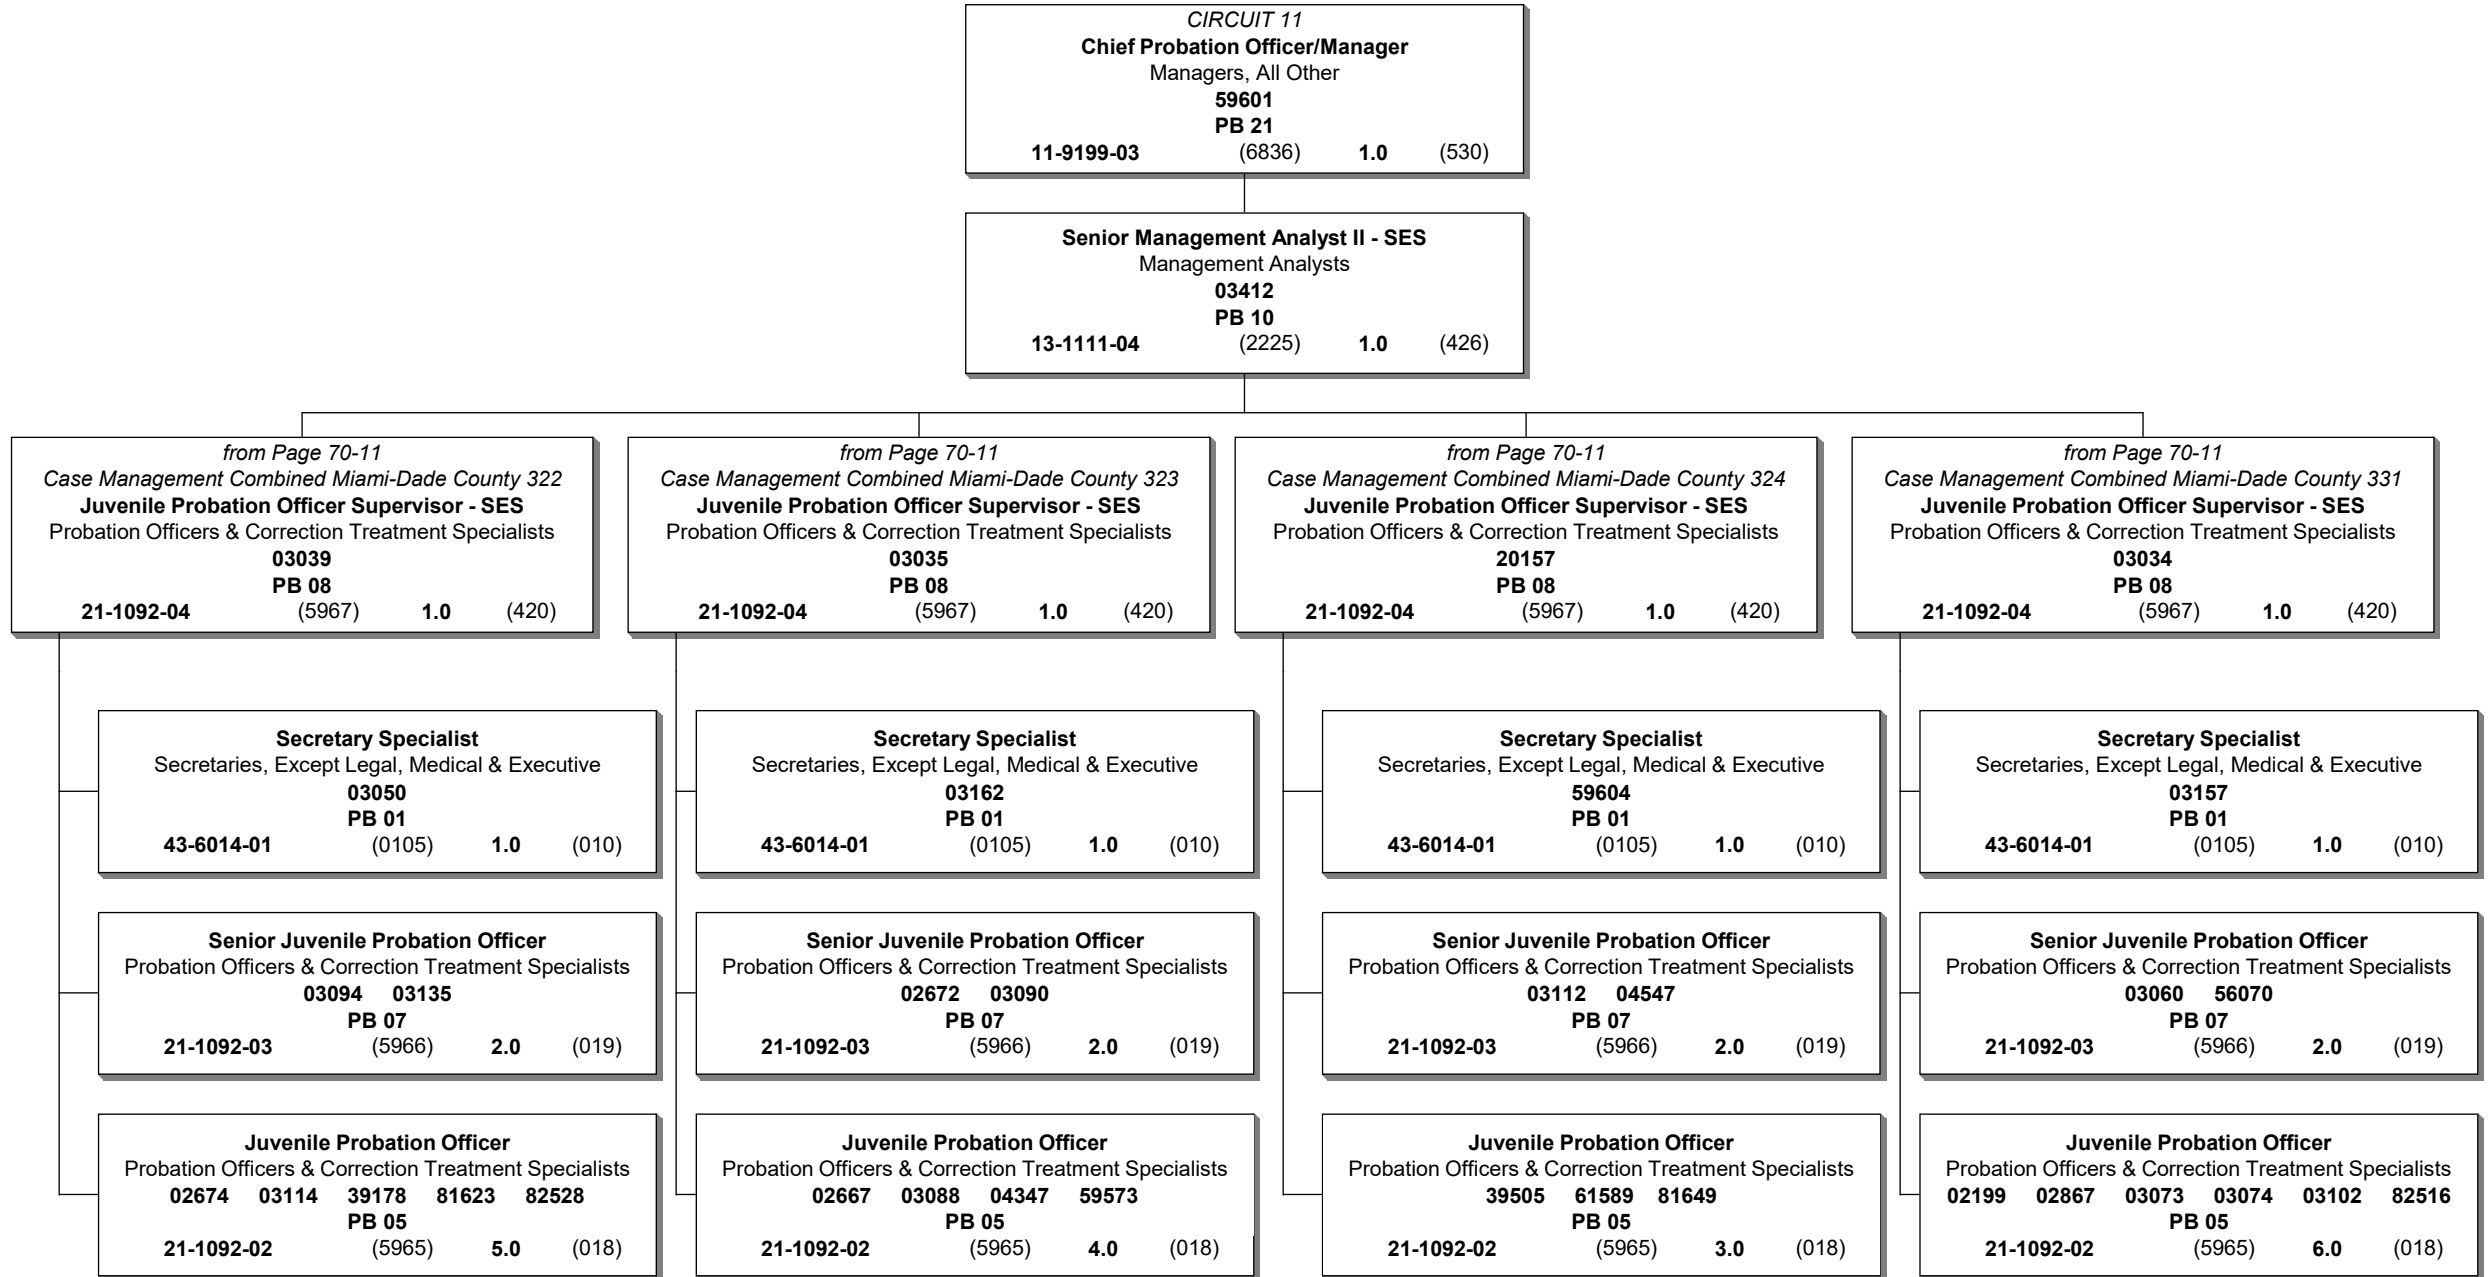 CIRCUIT 11
Chief Probation Officer/Manager
Managers, All Other
59601
PB 21
11-9199-03 (6836) 1.0 (530)
Senior Management Analyst II - SES
Management Analysts
03412
PB 10
13-1111-04 (2225) 1.0 (426)
from Page 70-11
Case Management Combined Miami-Dade County 322
Juvenile Probation Officer Supervisor - SES
Probation Officers & Correction Treatment Specialists
03039
PB 08
21-1092-04 (5967) 1.0 (420)
from Page 70-11
Case Management Combined Miami-Dade County 323
Juvenile Probation Officer Supervisor - SES
Probation Officers & Correction Treatment Specialists
03035
PB 08
21-1092-04 (5967) 1.0 (420)
from Page 70-11
Case Management Combined Miami-Dade County 324
Juvenile Probation Officer Supervisor - SES
Probation Officers & Correction Treatment Specialists
20157
PB 08
21-1092-04 (5967) 1.0 (420)
from Page 70-11
Case Management Combined Miami-Dade County 331
Juvenile Probation Officer Supervisor - SES
Probation Officers & Correction Treatment Specialists
03034
PB 08
21-1092-04 (5967) 1.0 (420)
Secretary Specialist
Secretaries, Except Legal, Medical & Executive
03050
PB 01
43-6014-01 (0105) 1.0 (010)
Secretary Specialist
Secretaries, Except Legal, Medical & Executive
03162
PB 01
43-6014-01 (0105) 1.0 (010)
Secretary Specialist
Secretaries, Except Legal, Medical & Executive
59604
PB 01
43-6014-01 (0105) 1.0 (010)
Secretary Specialist
Secretaries, Except Legal, Medical & Executive
03157
PB 01
43-6014-01 (0105) 1.0 (010)
Senior Juvenile Probation Officer
Probation Officers & Correction Treatment Specialists
03094 03135
PB 07
21-1092-03 (5966) 2.0 (019)
Senior Juvenile Probation Officer
Probation Officers & Correction Treatment Specialists
02672 03090
PB 07
21-1092-03 (5966) 2.0 (019)
Senior Juvenile Probation Officer
Probation Officers & Correction Treatment Specialists
03112 04547
PB 07
21-1092-03 (5966) 2.0 (019)
Senior Juvenile Probation Officer
Probation Officers & Correction Treatment Specialists
03060 56070
PB 07
21-1092-03 (5966) 2.0 (019)
Juvenile Probation Officer
Probation Officers & Correction Treatment Specialists
02674 03114 39178 81623 82528
PB 05
21-1092-02 (5965) 5.0 (018)
Juvenile Probation Officer
Probation Officers & Correction Treatment Specialists
02667 03088 04347 59573
PB 05
21-1092-02 (5965) 4.0 (018)
Juvenile Probation Officer
Probation Officers & Correction Treatment Specialists
39505 61589 81649
PB 05
21-1092-02 (5965) 3.0 (018)
Juvenile Probation Officer
Probation Officers & Correction Treatment Specialists
02199 02867 03073 03074 03102 82516
PB 05
21-1092-02 (5965) 6.0 (018)